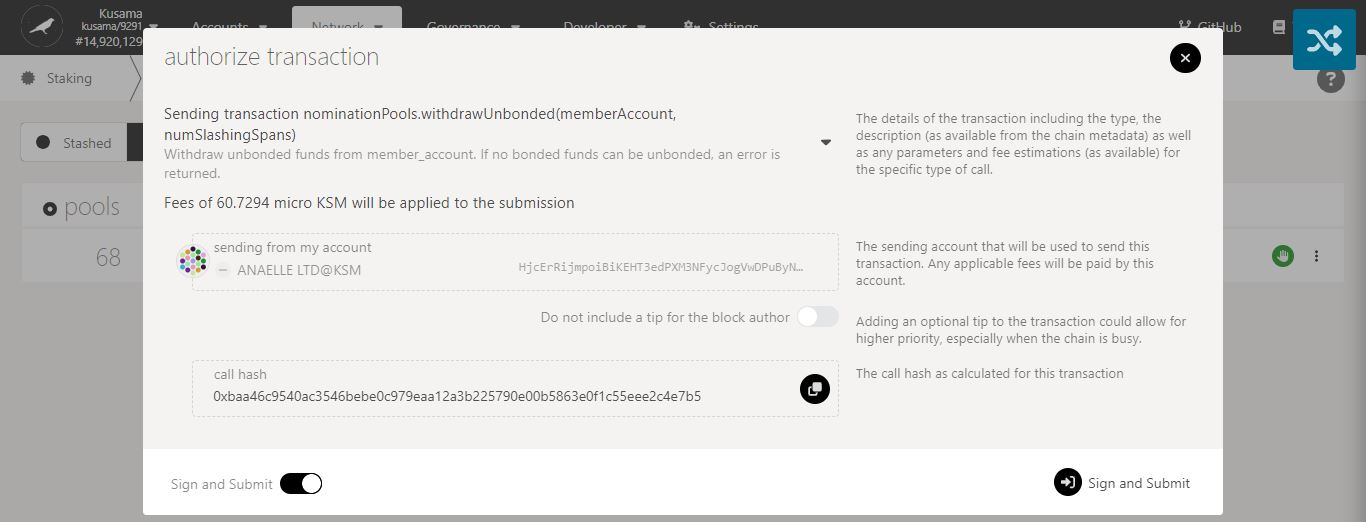 Kusama
kusama/9291
#14,920,129
Accounts
Network
Governance
Developer
Settings
GitHub
Staking
Stashed
pools
68
authorize transaction
Sending transaction nominationPools.withdrawUnbonded(memberAccount,
numSlashingSpans)
Withdraw unbonded funds from member_account. If no bonded funds can be unbonded, an error is
returned.
The details of the transaction including the type, the
description (as available from the chain metadata) as well
as any parameters and fee estimations (as available) for
the specific type of call.
Fees of 60.7294 micro KSM will be applied to the submission
sending from my account
ANAELLE LTD@KSM
HjcErRijmpoiBiKEHT3edPXM3NFycJogVwDPuByN…
The sending account that will be used to send this
transaction. Any applicable fees will be paid by this
account.
Do not include a tip for the block author
Adding an optional tip to the transaction could allow for
higher priority, especially when the chain is busy.
call hash
0xbaa46c9540ac3546bebe0c979eaa12a3b225790e00b5863e0f1c55eee2c4e7b5
The call hash as calculated for this transaction
Sign and Submit
Sign and Submit